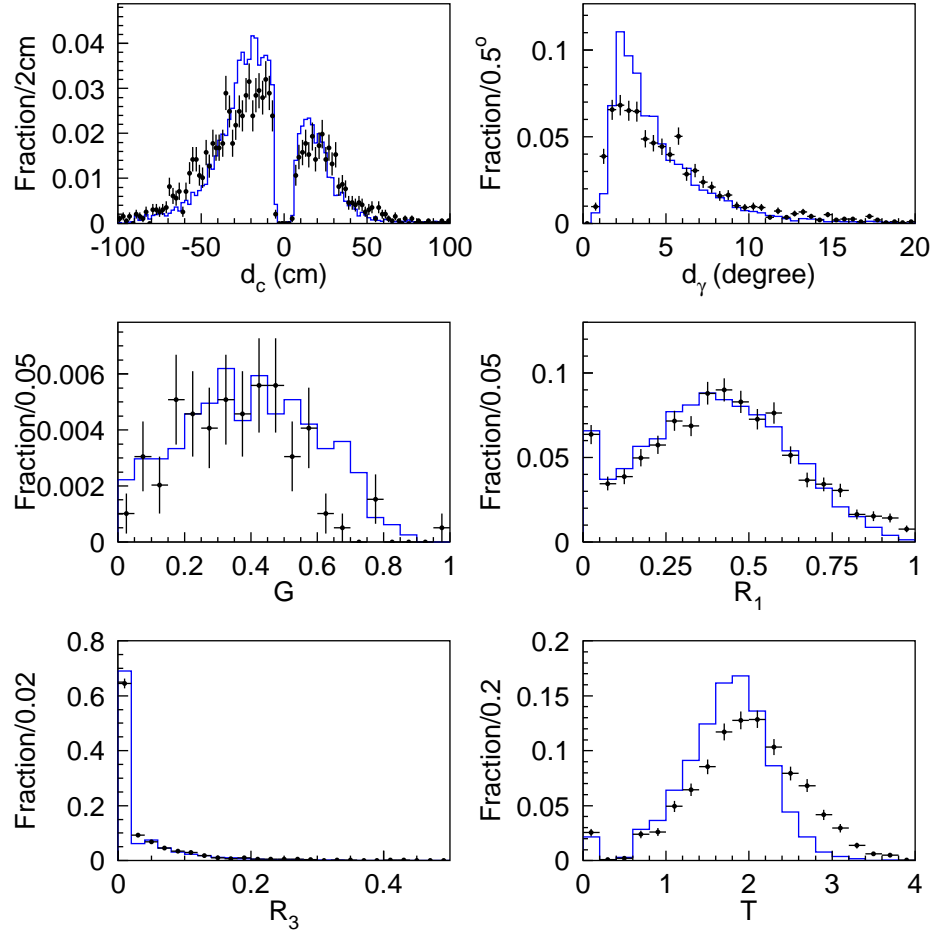 Fraction/2cm
0.04
0.03
0.02
0.01
0
-100 -50 0 50 100
d_c (cm)
Fraction/0.5°
0.1
0.05
0
0 5 10 15 20
d_γ (degree)
Fraction/0.05
0.006
0.004
0.002
0
0 0.2 0.4 0.6 0.8 1
G
Fraction/0.05
0.1
0.05
0
0 0.25 0.5 0.75 1
R_1
Fraction/0.02
0.8
0.6
0.4
0.2
0
0 0.2 0.4
R_3
Fraction/0.2
0.2
0.15
0.1
0.05
0
0 1 2 3 4
T